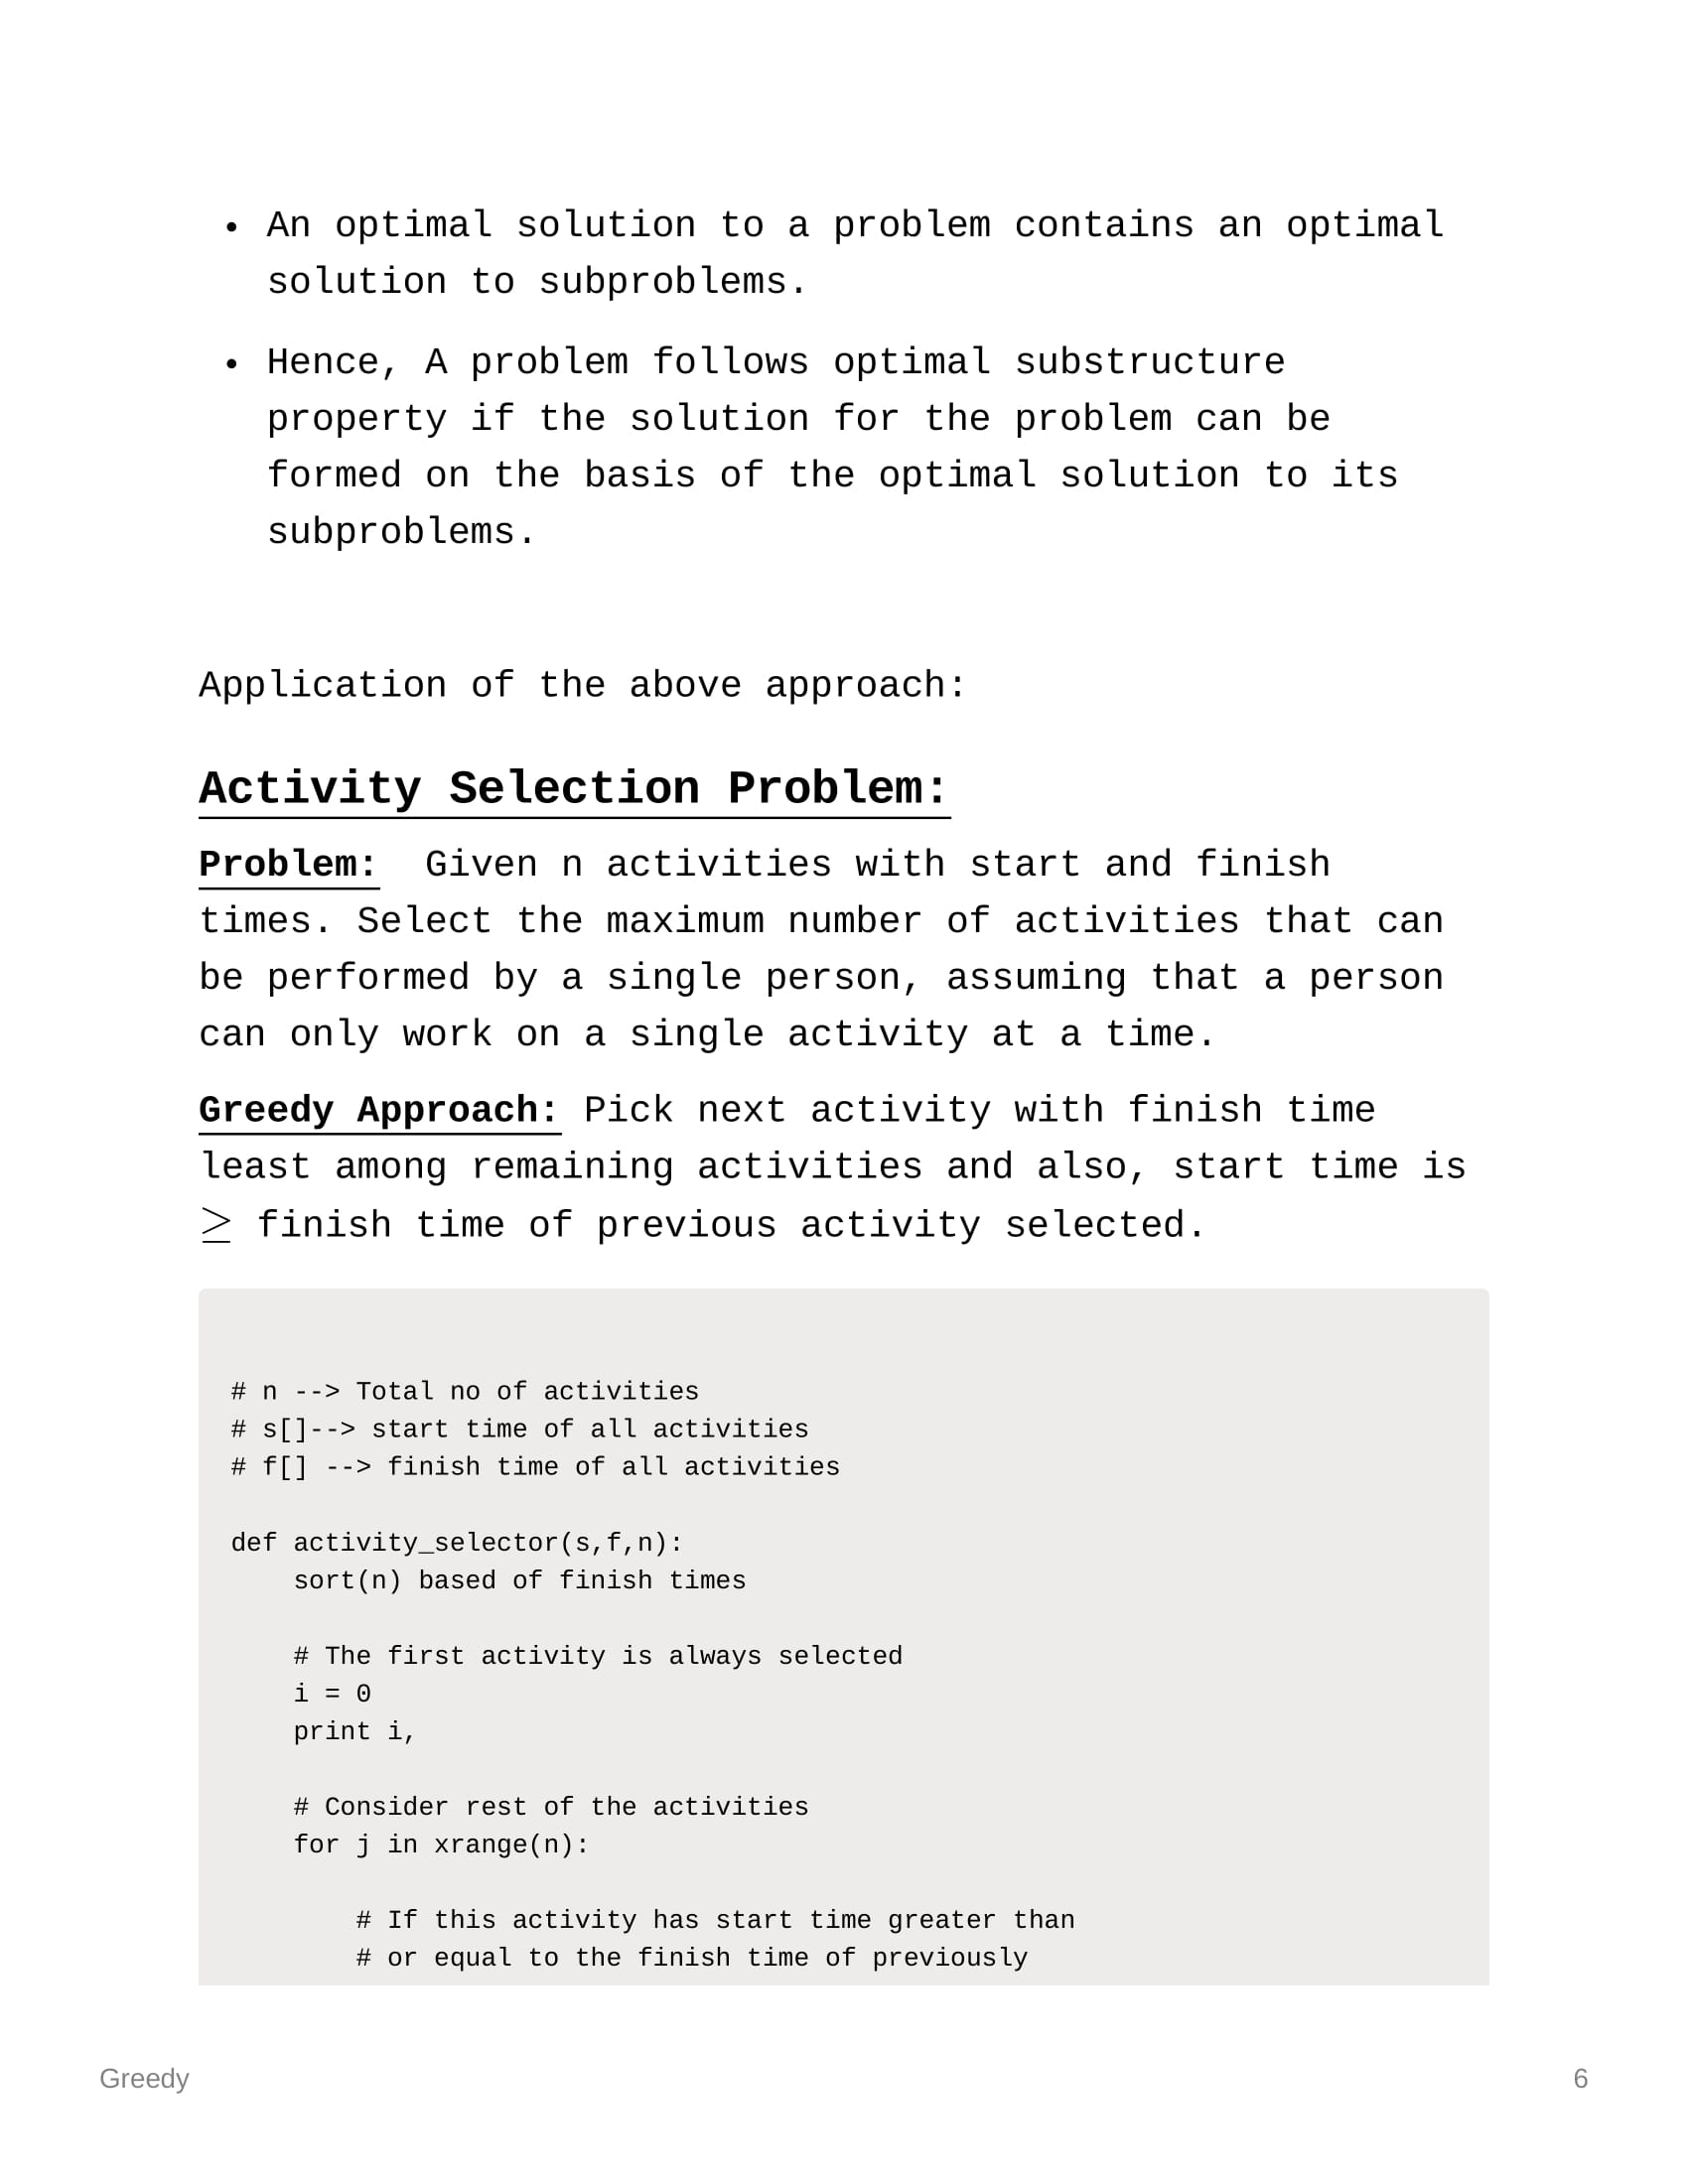 • An optimal solution to a problem contains an optimal
solution to subproblems.
• Hence, A problem follows optimal substructure
property if the solution for the problem can be
formed on the basis of the optimal solution to its
subproblems.
Application of the above approach:
Activity Selection Problem:
Problem:  Given n activities with start and finish
times. Select the maximum number of activities that can
be performed by a single person, assuming that a person
can only work on a single activity at a time.
Greedy Approach: Pick next activity with finish time
least among remaining activities and also, start time is
≥ finish time of previous activity selected.
# n --> Total no of activities
# s[]--> start time of all activities
# f[] --> finish time of all activities
def activity_selector(s,f,n):
    sort(n) based of finish times
    # The first activity is always selected
    i = 0
    print i,
    # Consider rest of the activities
    for j in xrange(n):
        # If this activity has start time greater than
        # or equal to the finish time of previously
Greedy 6